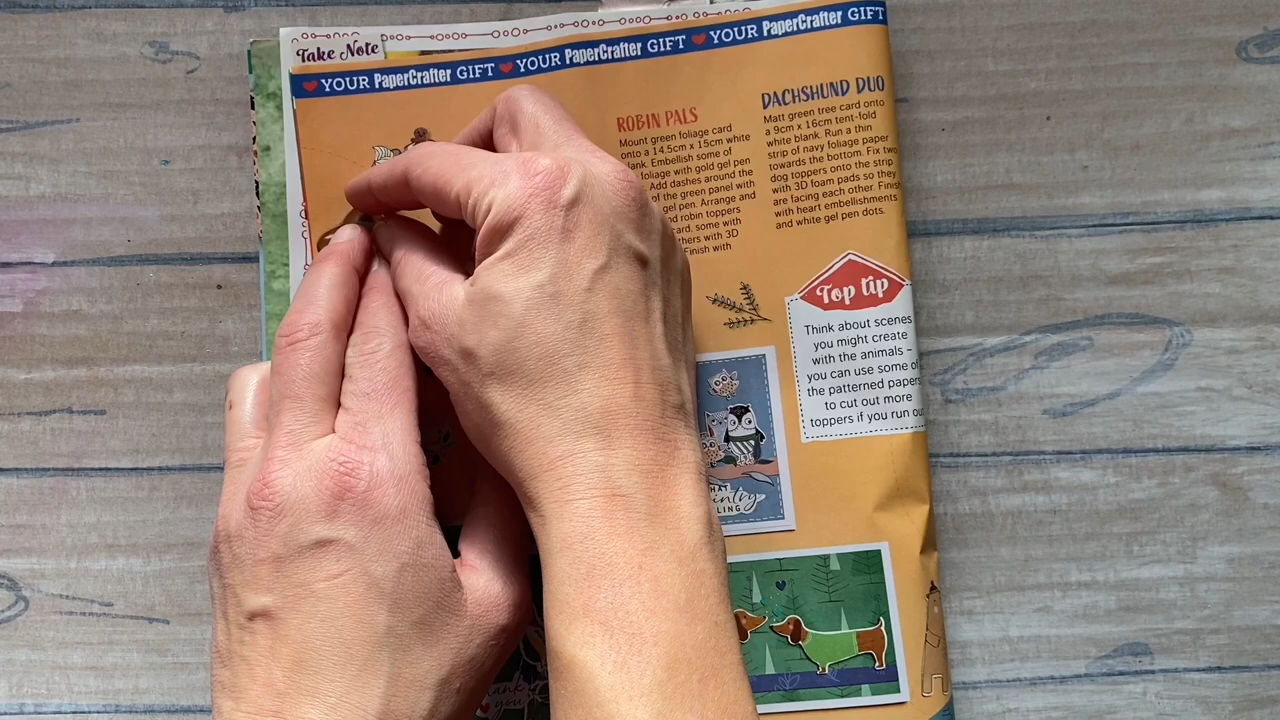 Take Note
YOUR PaperCrafter GIFT YOUR PaperCrafter GIFT YOUR PaperCrafter GIFT
ROBIN PALS
Mount green foliage card
onto a 14.5cm x 15cm white
Embellish some of
foliage with gold gel pen
Add dashes around the
of the green panel with
gel pen. Arrange and
robin toppers
card, some with
with 3D
Finish with
DACHSHUND DUO
Matt green tree card onto
a 9cm x 16cm tent-fold
white blank. Run a thin
strip of navy foliage paper
towards the bottom. Fix two
dog toppers onto the strip
with 3D foam pads so they
are facing each other. Finish
with heart embellishments
and white gel pen dots.
Top tip
Think about scenes
you might create
with the animals –
you can use some of
the patterned papers
to cut out more
toppers if you run out
you